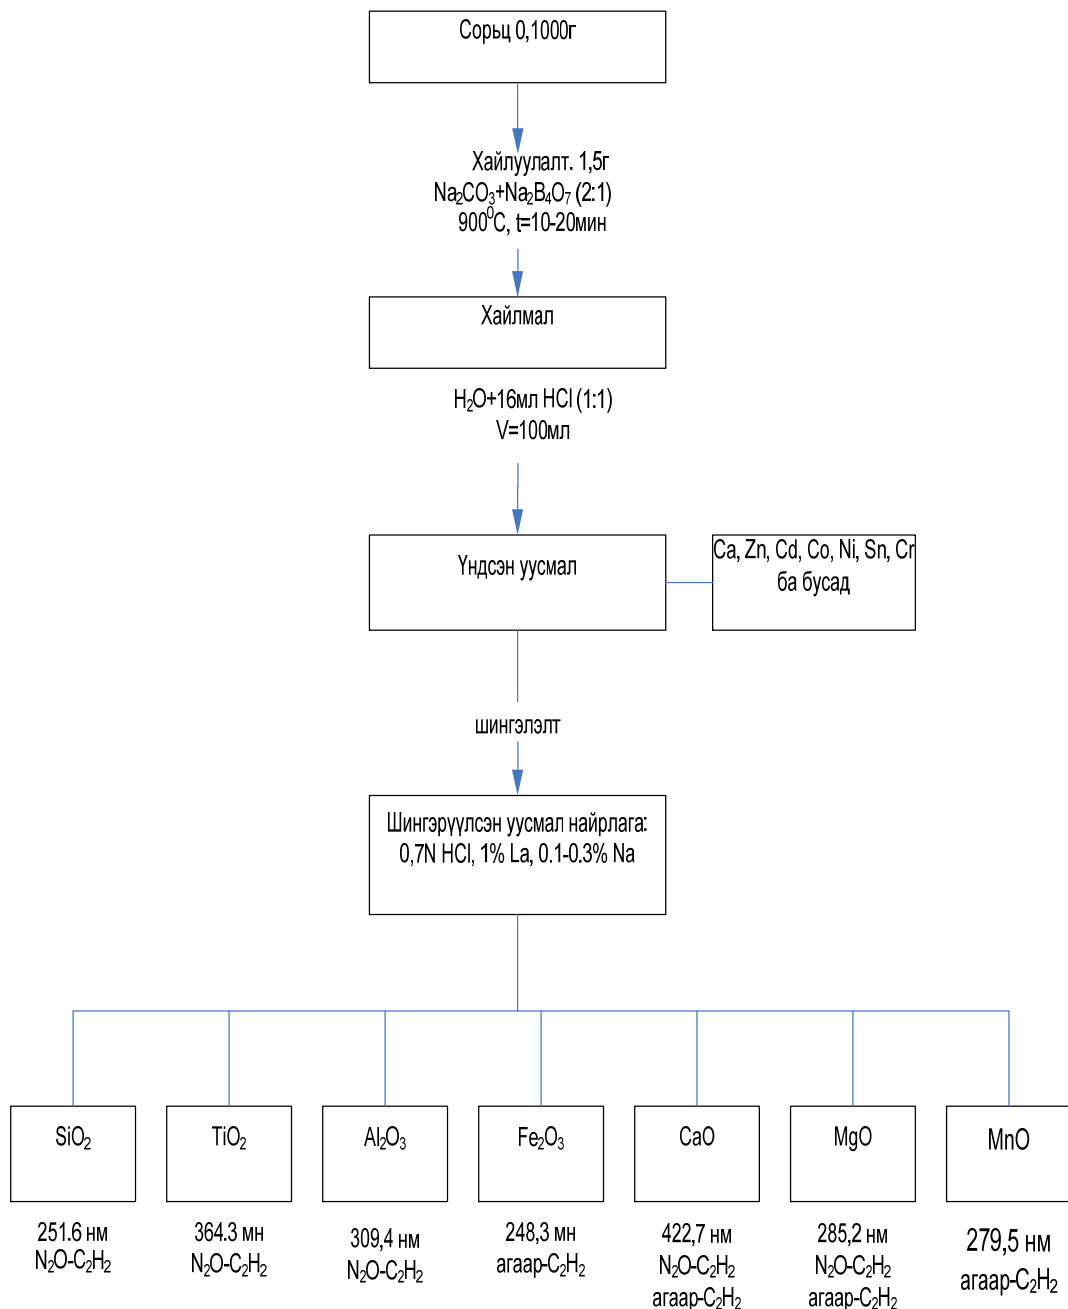 Сорьц 0,1000г
Хайлуулалт. 1,5г
Na₂CO₃+Na₂B₄O₇ (2:1)
900⁰C, t=10-20мин
Хайлмал
H₂O+16мл HCl (1:1)
V=100мл
Үндсэн уусмал
Ca, Zn, Cd, Co, Ni, Sn, Cr
ба бусад
шингэлэлт
Шингэрүүлсэн уусмал найрлага:
0,7N HCl, 1% La, 0.1-0.3% Na
SiO₂
TiO₂
Al₂O₃
Fe₂O₃
CaO
MgO
MnO
251.6 нм
N₂O-C₂H₂
364.3 мн
N₂O-C₂H₂
309,4 нм
N₂O-C₂H₂
248,3 мн
агаар-C₂H₂
422,7 нм
N₂O-C₂H₂
агаар-C₂H₂
285,2 нм
N₂O-C₂H₂
агаар-C₂H₂
279,5 нм
агаар-C₂H₂